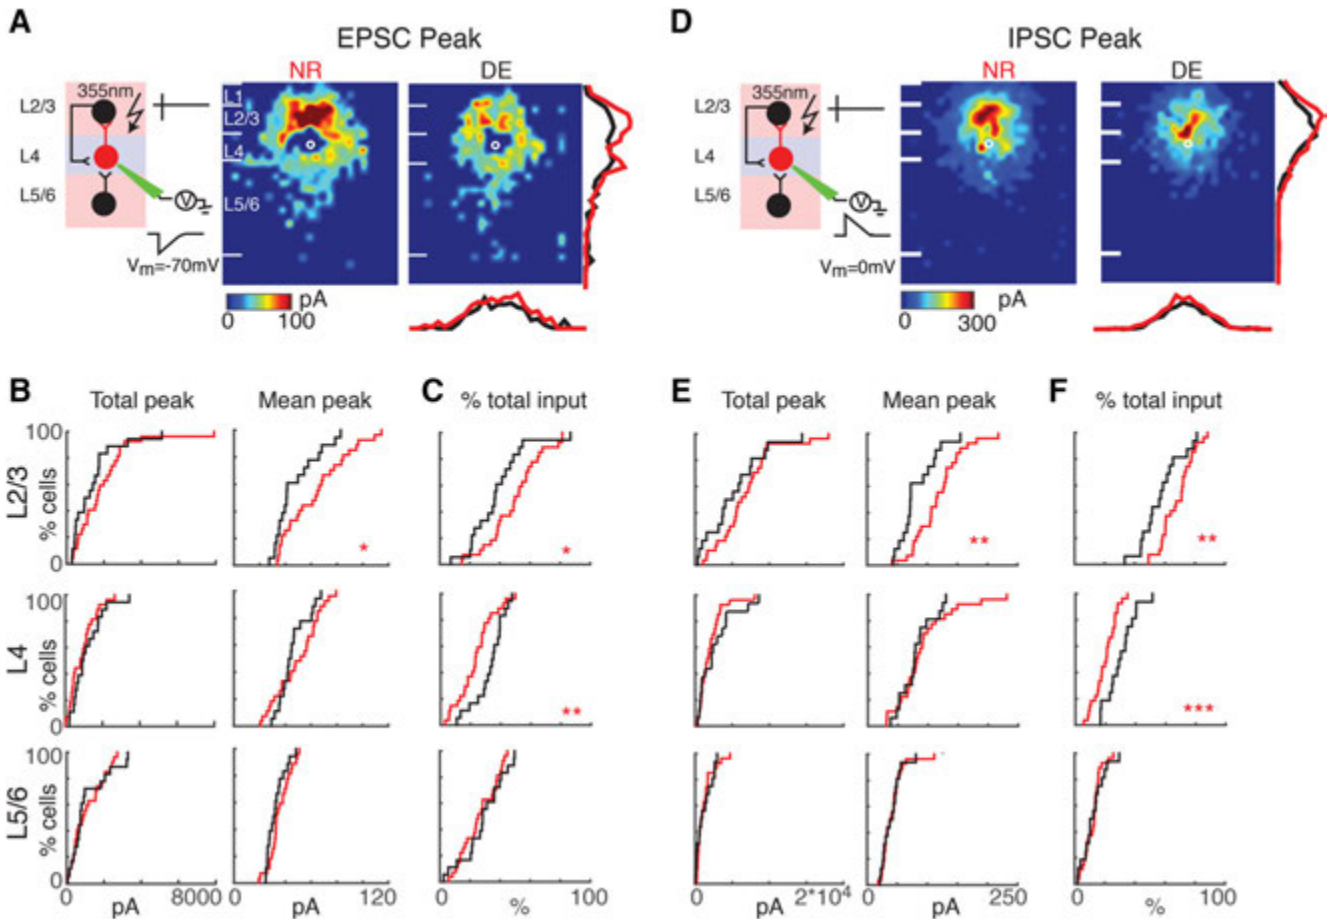 A
EPSC Peak
D
IPSC Peak
NR
DE
NR
DE
355nm
L2/3
L4
L5/6
L1
L2/3
L4
L5/6
V
Vm=-70mV
0 100 pA
355nm
L2/3
L4
L5/6
V
Vm=0mV
0 300 pA
B Total peak Mean peak C % total input E Total peak Mean peak F % total input
L2/3
% cells
100
0
* * ** **
L4
% cells
100
0
** ***
L5/6
% cells
100
0
0 8000 0 120 0 100 0 2*10^4 0 250 0 100
pA pA % pA pA %